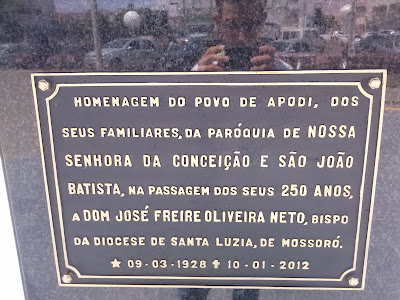 HOMENAGEM DO POVO DE APODI, DOS
SEUS FAMILIARES, DA PARÓQUIA DE NOSSA
SENHORA DA CONCEIÇÃO E SÃO JOÃO
BATISTA, NA PASSAGEM DOS SEUS 250 ANOS,
A DOM JOSÉ FREIRE OLIVEIRA NETO, BISPO
DA DIOCESE DE SANTA LUZIA, DE MOSSORÓ.
★ 09-03-1928 ✝ 10-01-2012